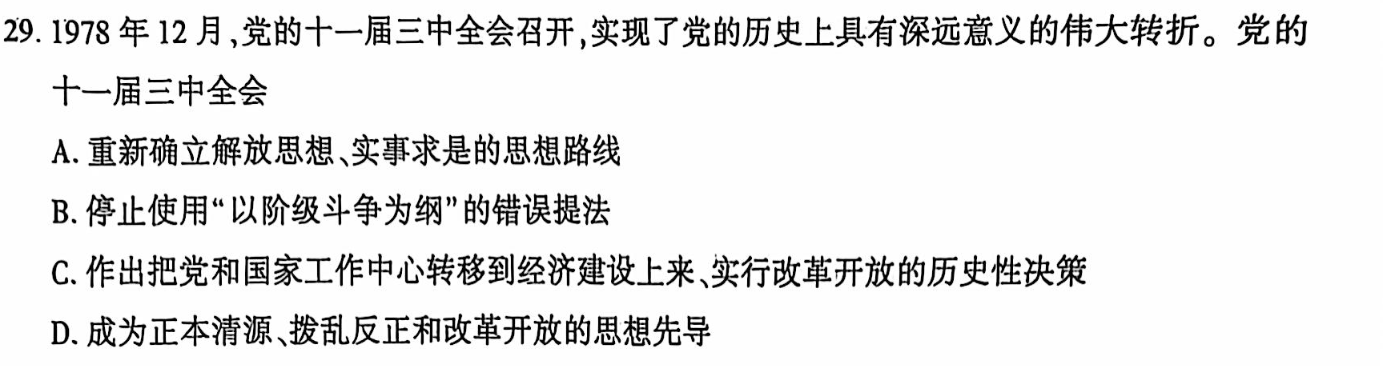 29. 1978 年 12 月,党的十一届三中全会召开,实现了党的历史上具有深远意义的伟大转折。党的
十一届三中全会
A. 重新确立解放思想、实事求是的思想路线
B. 停止使用“以阶级斗争为纲”的错误提法
C. 作出把党和国家工作中心转移到经济建设上来、实行改革开放的历史性决策
D. 成为正本清源、拨乱反正和改革开放的思想先导